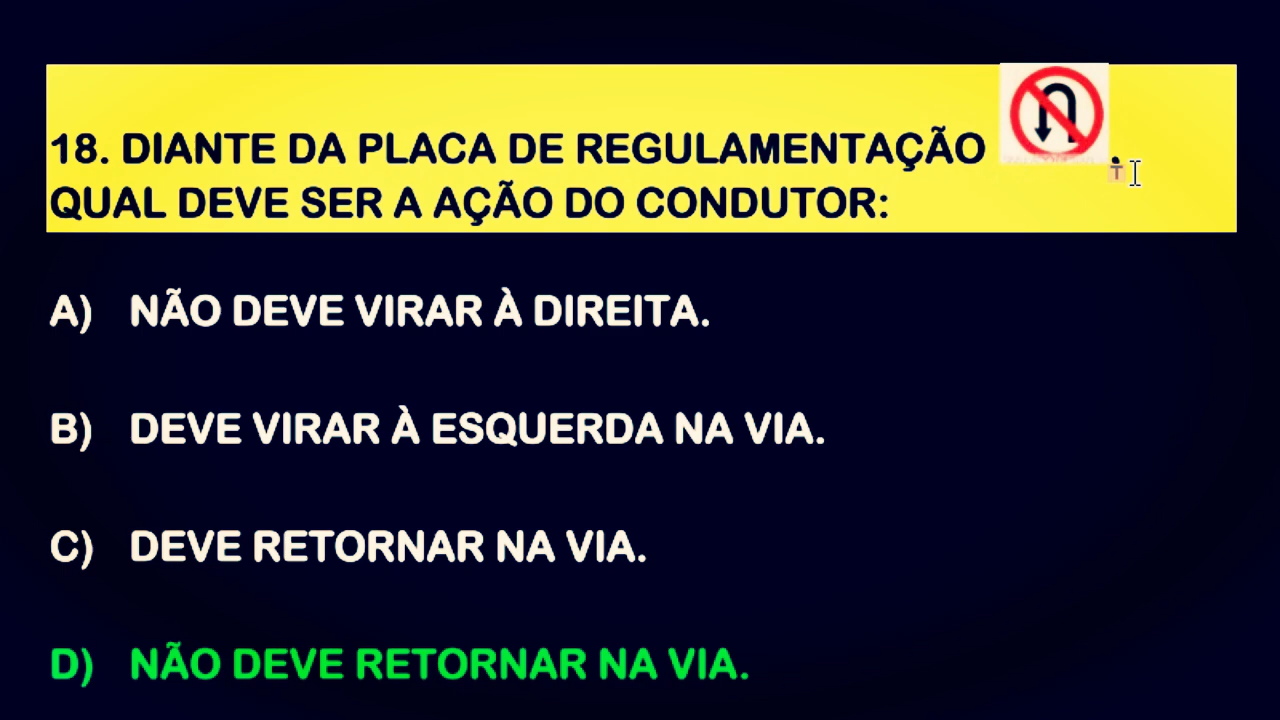 18. DIANTE DA PLACA DE REGULAMENTAÇÃO
QUAL DEVE SER A AÇÃO DO CONDUTOR:
A) NÃO DEVE VIRAR À DIREITA.
B) DEVE VIRAR À ESQUERDA NA VIA.
C) DEVE RETORNAR NA VIA.
D) NÃO DEVE RETORNAR NA VIA.